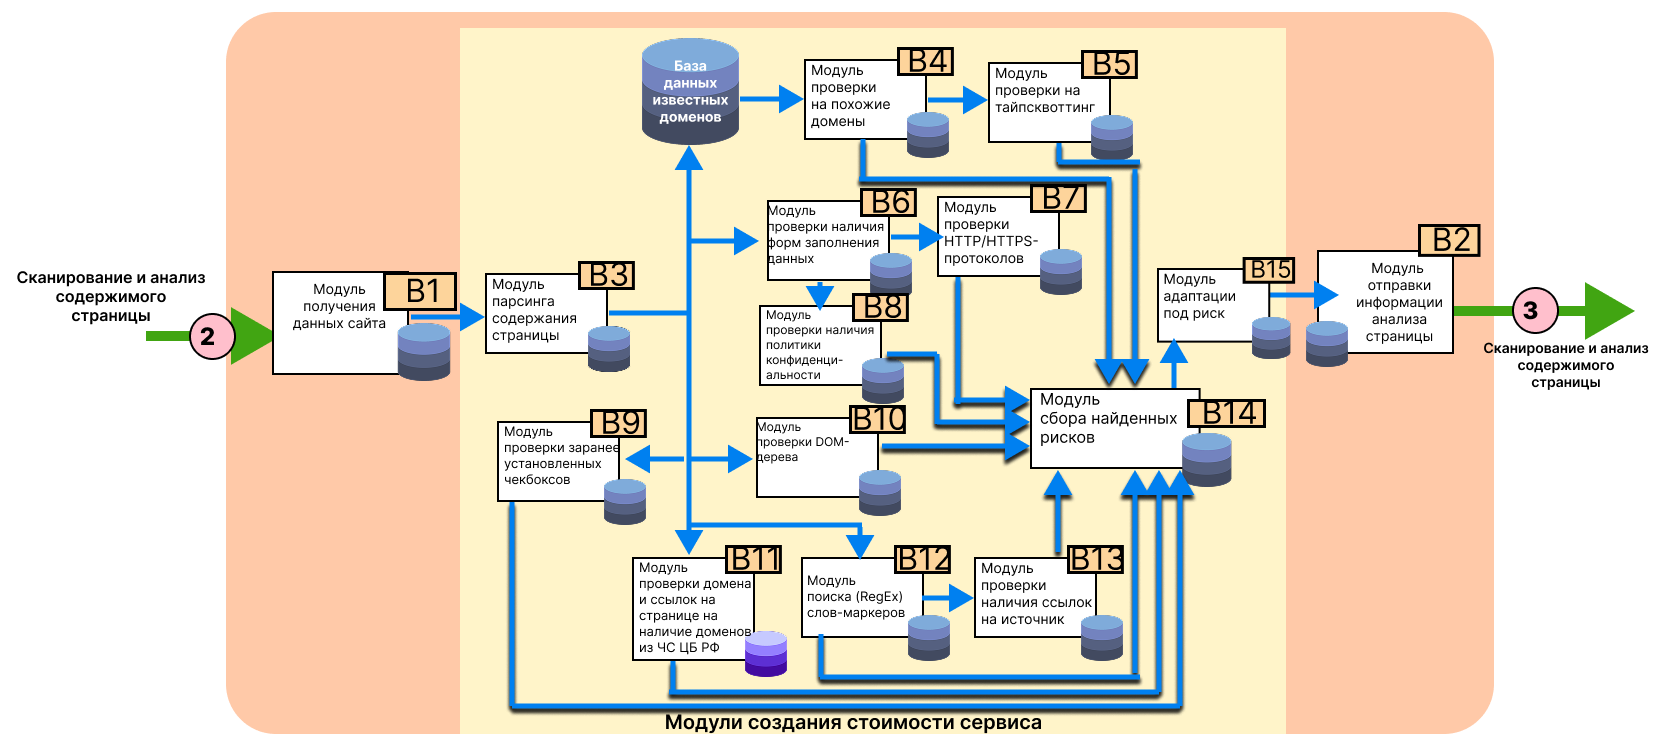 Сканирование и анализ
содержимого
страницы
2
Модуль
получения
данных сайта
B1
Модуль
парсинга
содержания
страницы
B3
База
данных
известных
доменов
Модуль
проверки
на похожие
домены
B4
Модуль
проверки на
тайпсквоттинг
B5
Модуль
проверки наличия
форм заполнения
данных
B6
Модуль
проверки
HTTP/HTTPS-
протоколов
B7
Модуль
проверки наличия
политики
конфиденци-
альности
B8
Модуль
проверки заранее
установленных
чекбоксов
B9
Модуль
проверки DOM-
дерева
B10
Модуль
проверки домена
и ссылок на
странице на
наличие доменов
из ЧС ЦБ РФ
B11
Модуль
поиска (RegEx)
слов-маркеров
B12
Модуль
проверки
наличия ссылок
на источник
B13
Модуль
сбора найденных
рисков
B14
Модуль
адаптации
под риск
B15
Модуль
отправки
информации
анализа
страницы
B2
3
Сканирование и анализ
содержимого
страницы
Модули создания стоимости сервиса